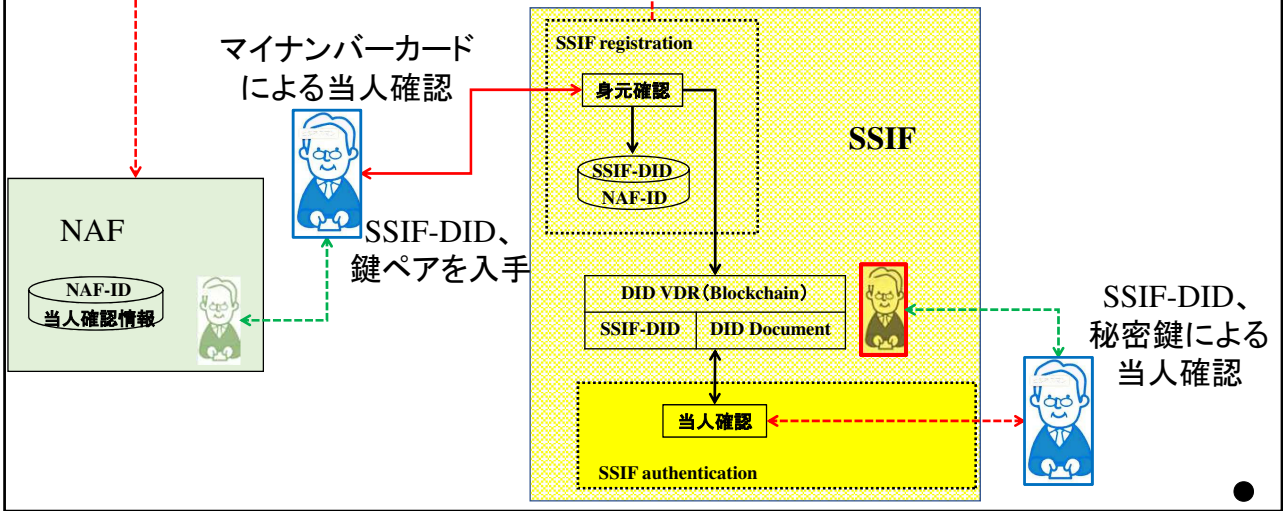 マイナンバーカード
による当人確認
SSIF registration
身元確認
SSIF
SSIF-DID
NAF-ID
NAF
NAF-ID
当人確認情報
SSIF-DID、
鍵ペアを入手
DID VDR（Blockchain）
SSIF-DID
DID Document
SSIF-DID、
秘密鍵による
当人確認
当人確認
SSIF authentication